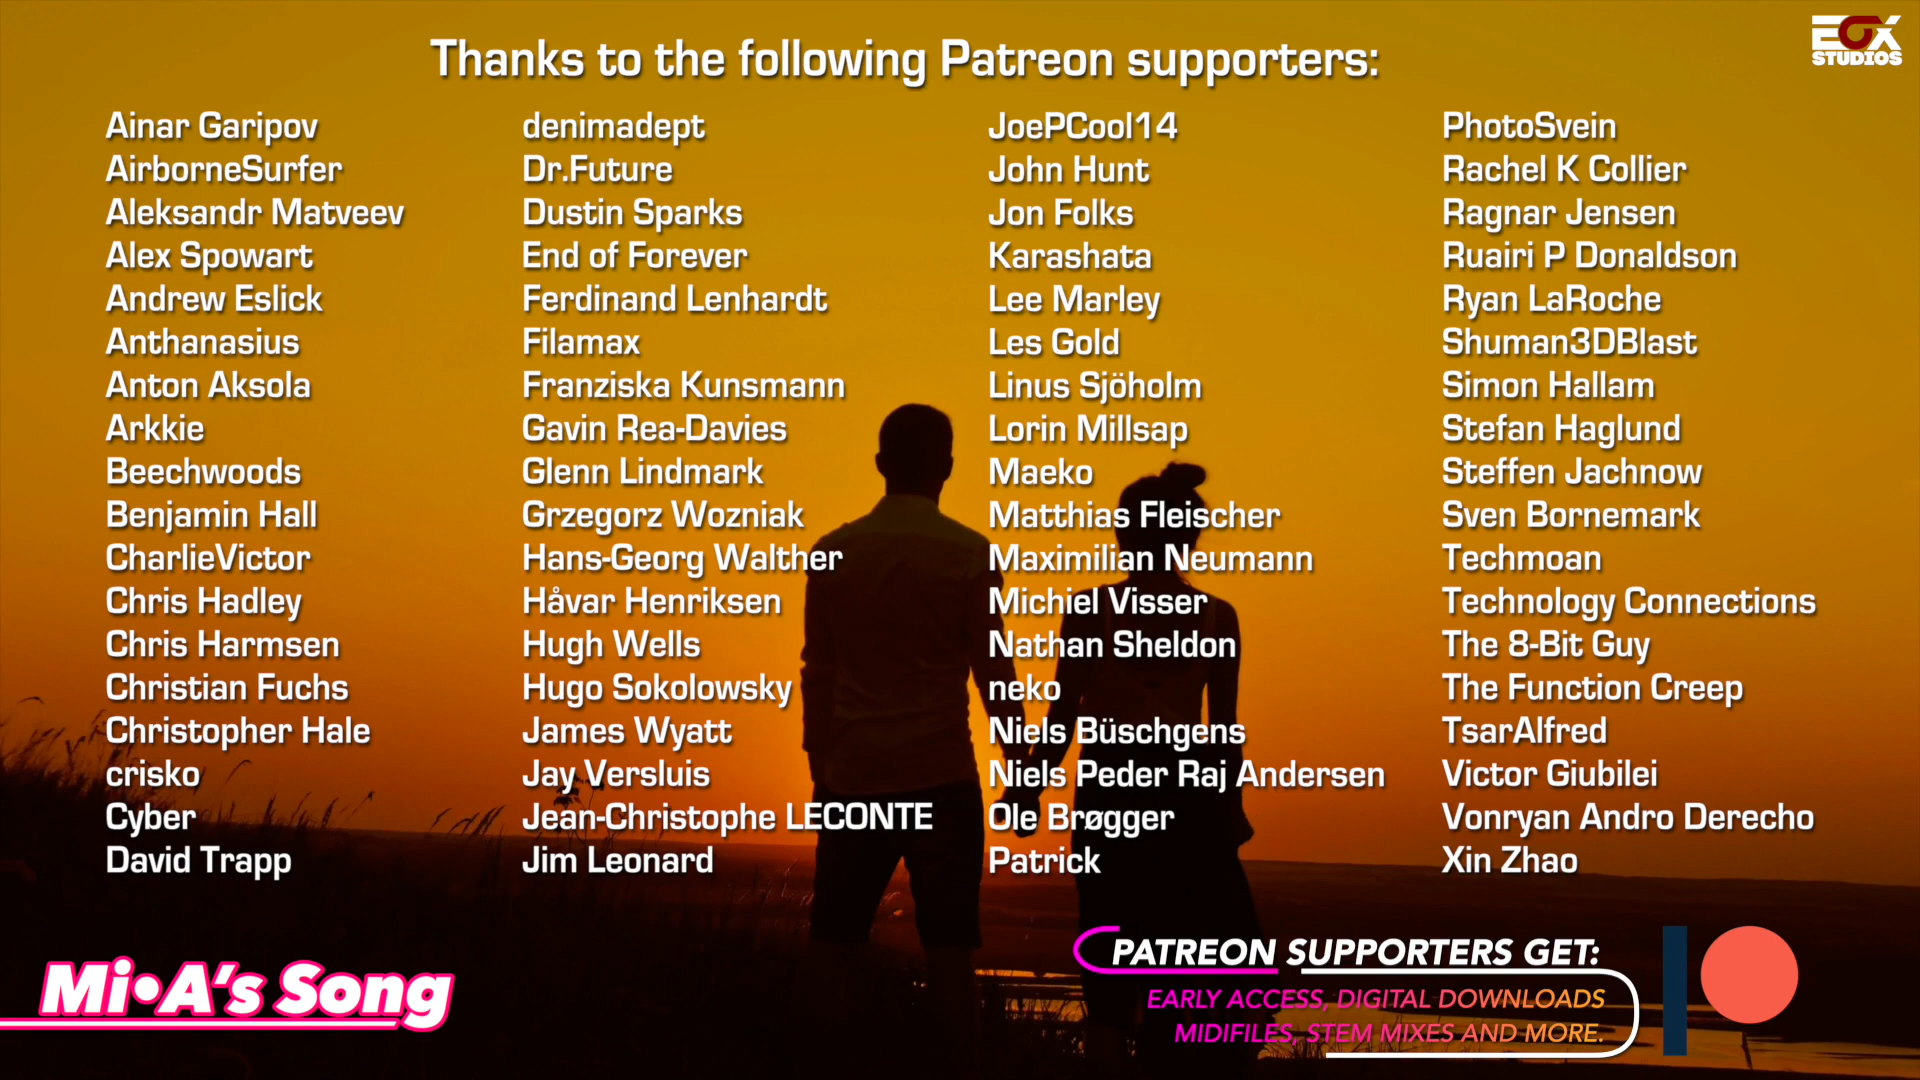 Thanks to the following Patreon supporters:
EOX
STUDIOS
Ainar Garipov
AirborneSurfer
Aleksandr Matveev
Alex Spowart
Andrew Eslick
Anthanasius
Anton Aksola
Arkkie
Beechwoods
Benjamin Hall
CharlieVictor
Chris Hadley
Chris Harmsen
Christian Fuchs
Christopher Hale
crisko
Cyber
David Trapp
denimadept
Dr.Future
Dustin Sparks
End of Forever
Ferdinand Lenhardt
Filamax
Franziska Kunsmann
Gavin Rea-Davies
Glenn Lindmark
Grzegorz Wozniak
Hans-Georg Walther
Håvar Henriksen
Hugh Wells
Hugo Sokolowsky
James Wyatt
Jay Versluis
Jean-Christophe LECONTE
Jim Leonard
JoePCool14
John Hunt
Jon Folks
Karashata
Lee Marley
Les Gold
Linus Sjöholm
Lorin Millsap
Maeko
Matthias Fleischer
Maximilian Neumann
Michiel Visser
Nathan Sheldon
neko
Niels Büschgens
Niels Peder Raj Andersen
Ole Brøgger
Patrick
PhotoSvein
Rachel K Collier
Ragnar Jensen
Ruairi P Donaldson
Ryan LaRoche
Shuman3DBlast
Simon Hallam
Stefan Haglund
Steffen Jachnow
Sven Bornemark
Techmoan
Technology Connections
The 8-Bit Guy
The Function Creep
TsarAlfred
Victor Giubilei
Vonryan Andro Derecho
Xin Zhao
Mi•A's Song
PATREON SUPPORTERS GET:
EARLY ACCESS, DIGITAL DOWNLOADS
MIDIFILES, STEM MIXES AND MORE.